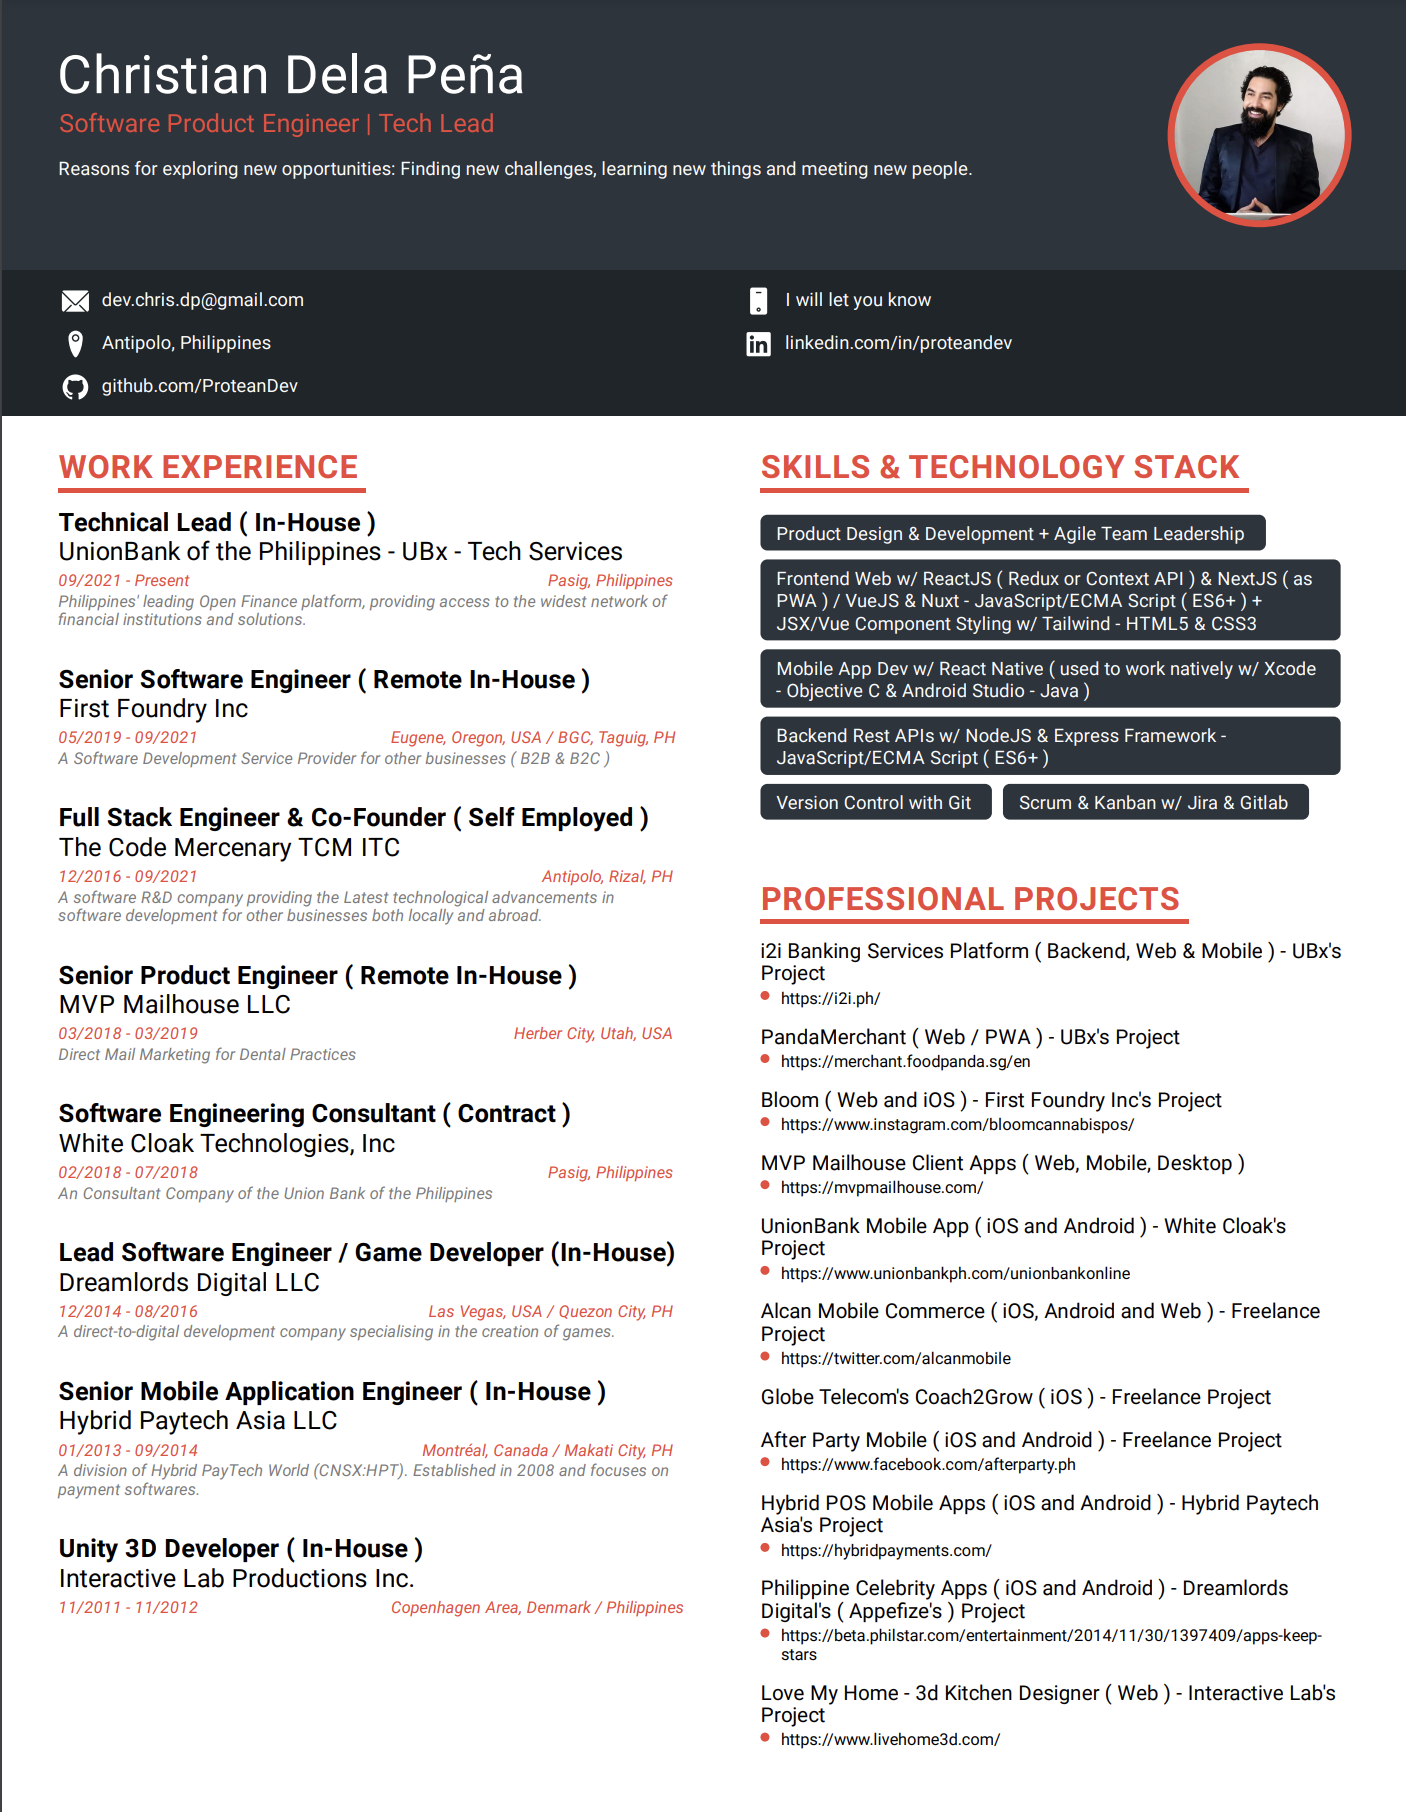 Christian Dela Peña
Software Product Engineer | Tech Lead
Reasons for exploring new opportunities: Finding new challenges, learning new things and meeting new people.
dev.chris.dp@gmail.com
I will let you know
Antipolo, Philippines
linkedin.com/in/proteandev
github.com/ProteanDev
WORK EXPERIENCE
Technical Lead ( In-House )
UnionBank of the Philippines - UBx - Tech Services
09/2021 - Present
Pasig, Philippines
Philippines' leading Open Finance platform, providing access to the widest network of
financial institutions and solutions.
Senior Software Engineer ( Remote In-House )
First Foundry Inc
05/2019 - 09/2021
Eugene, Oregon, USA / BGC, Taguig, PH
A Software Development Service Provider for other businesses ( B2B & B2C )
Full Stack Engineer & Co-Founder ( Self Employed )
The Code Mercenary TCM ITC
12/2016 - 09/2021
Antipolo, Rizal, PH
A software R&D company providing the Latest technological advancements in
software development for other businesses both locally and abroad.
Senior Product Engineer ( Remote In-House )
MVP Mailhouse LLC
03/2018 - 03/2019
Herber City, Utah, USA
Direct Mail Marketing for Dental Practices
Software Engineering Consultant ( Contract )
White Cloak Technologies, Inc
02/2018 - 07/2018
Pasig, Philippines
An Consultant Company of the Union Bank of the Philippines
Lead Software Engineer / Game Developer (In-House)
Dreamlords Digital LLC
12/2014 - 08/2016
Las Vegas, USA / Quezon City, PH
A direct-to-digital development company specialising in the creation of games.
Senior Mobile Application Engineer ( In-House )
Hybrid Paytech Asia LLC
01/2013 - 09/2014
Montréal, Canada / Makati City, PH
A division of Hybrid PayTech World (CNSX:HPT). Established in 2008 and focuses on
payment softwares.
Unity 3D Developer ( In-House )
Interactive Lab Productions Inc.
11/2011 - 11/2012
Copenhagen Area, Denmark / Philippines
SKILLS & TECHNOLOGY STACK
Product Design & Development + Agile Team Leadership
Frontend Web w/ ReactJS ( Redux or Context API ) & NextJS ( as
PWA ) / VueJS & Nuxt - JavaScript/ECMA Script ( ES6+ ) +
JSX/Vue Component Styling w/ Tailwind - HTML5 & CSS3
Mobile App Dev w/ React Native ( used to work natively w/ Xcode
- Objective C & Android Studio - Java )
Backend Rest APIs w/ NodeJS & Express Framework -
JavaScript/ECMA Script ( ES6+ )
Version Control with Git
Scrum & Kanban w/ Jira & Gitlab
PROFESSIONAL PROJECTS
i2i Banking Services Platform ( Backend, Web & Mobile ) - UBx's
Project
https://i2i.ph/
PandaMerchant ( Web / PWA ) - UBx's Project
https://merchant.foodpanda.sg/en
Bloom ( Web and iOS ) - First Foundry Inc's Project
https://www.instagram.com/bloomcannabispos/
MVP Mailhouse Client Apps ( Web, Mobile, Desktop )
https://mvpmailhouse.com/
UnionBank Mobile App ( iOS and Android ) - White Cloak's
Project
https://www.unionbankph.com/unionbankonline
Alcan Mobile Commerce ( iOS, Android and Web ) - Freelance
Project
https://twitter.com/alcanmobile
Globe Telecom's Coach2Grow ( iOS ) - Freelance Project
After Party Mobile ( iOS and Android ) - Freelance Project
https://www.facebook.com/afterparty.ph
Hybrid POS Mobile Apps ( iOS and Android ) - Hybrid Paytech
Asia's Project
https://hybridpayments.com/
Philippine Celebrity Apps ( iOS and Android ) - Dreamlords
Digital's ( Appefize's ) Project
https://beta.philstar.com/entertainment/2014/11/30/1397409/apps-keep-
stars
Love My Home - 3d Kitchen Designer ( Web ) - Interactive Lab's
Project
https://www.livehome3d.com/